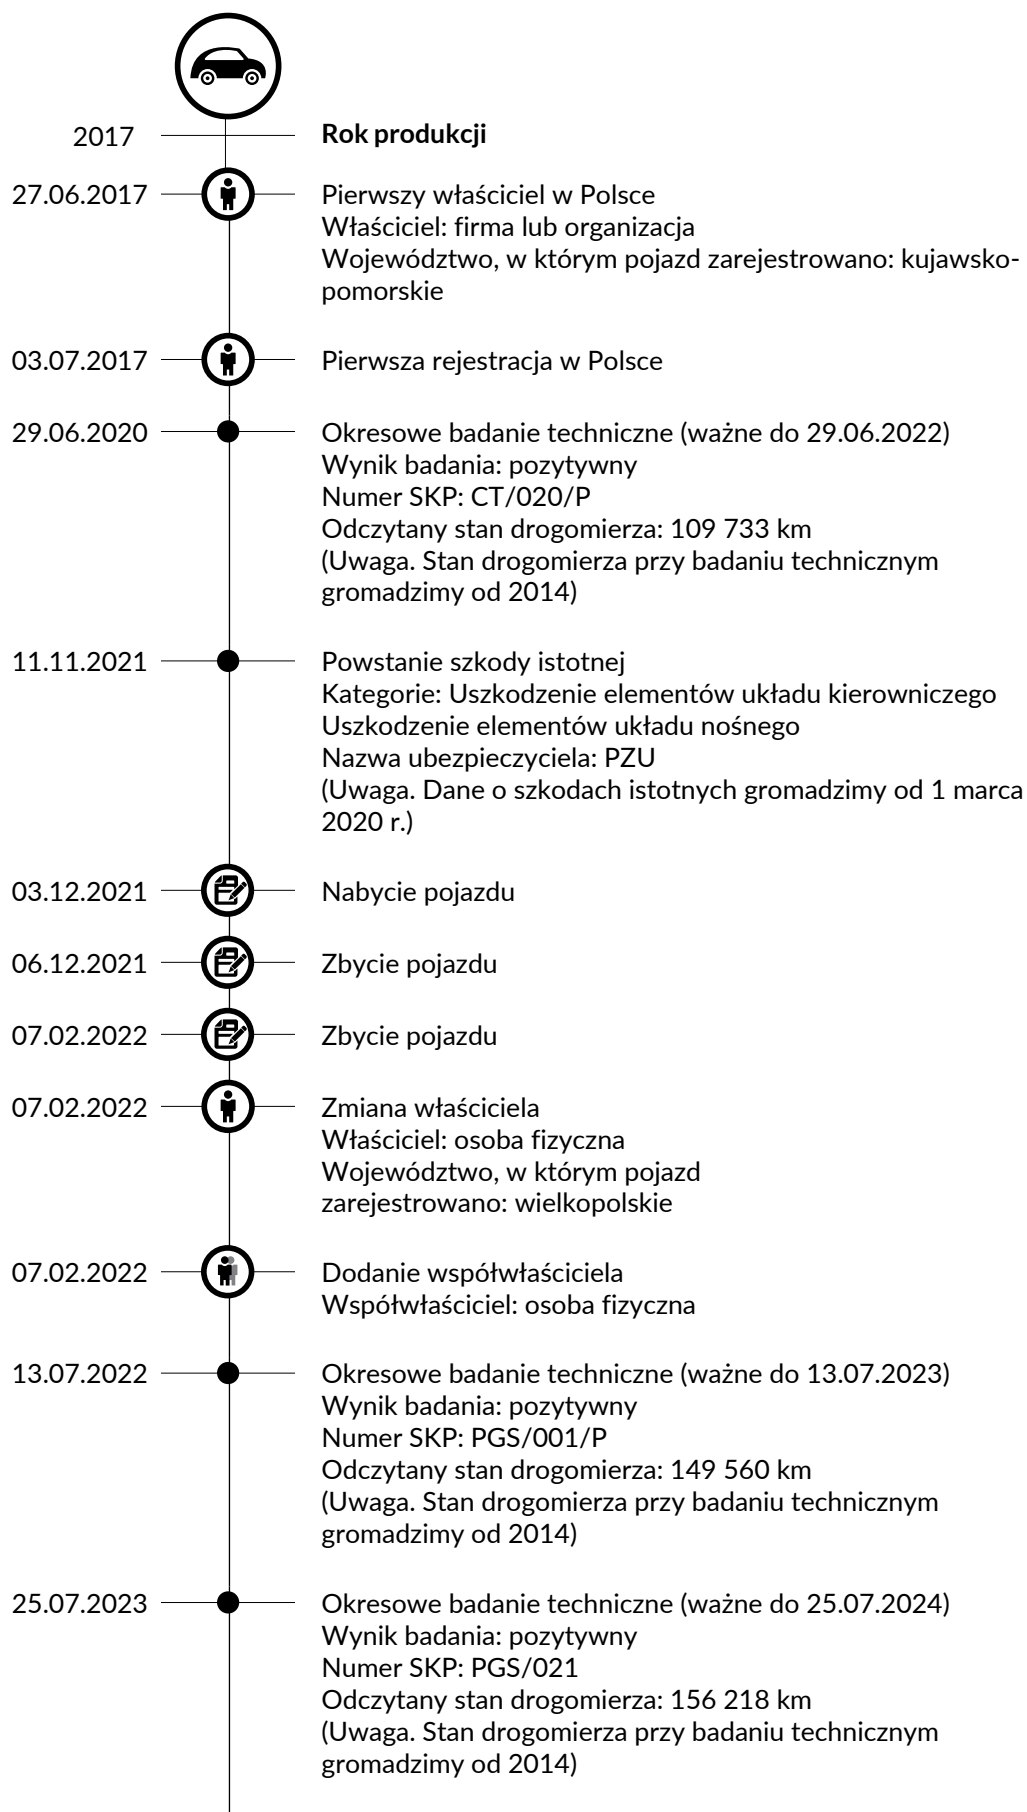 2017
Rok produkcji
27.06.2017
Pierwszy właściciel w Polsce
Właściciel: firma lub organizacja
Województwo, w którym pojazd zarejestrowano: kujawsko-
pomorskie
03.07.2017
Pierwsza rejestracja w Polsce
29.06.2020
Okresowe badanie techniczne (ważne do 29.06.2022)
Wynik badania: pozytywny
Numer SKP: CT/020/P
Odczytany stan drogomierza: 109 733 km
(Uwaga. Stan drogomierza przy badaniu technicznym
gromadzimy od 2014)
11.11.2021
Powstanie szkody istotnej
Kategorie: Uszkodzenie elementów układu kierowniczego
Uszkodzenie elementów układu nośnego
Nazwa ubezpieczyciela: PZU
(Uwaga. Dane o szkodach istotnych gromadzimy od 1 marca
2020 r.)
03.12.2021
Nabycie pojazdu
06.12.2021
Zbycie pojazdu
07.02.2022
Zbycie pojazdu
07.02.2022
Zmiana właściciela
Właściciel: osoba fizyczna
Województwo, w którym pojazd
zarejestrowano: wielkopolskie
07.02.2022
Dodanie współwłaściciela
Współwłaściciel: osoba fizyczna
13.07.2022
Okresowe badanie techniczne (ważne do 13.07.2023)
Wynik badania: pozytywny
Numer SKP: PGS/001/P
Odczytany stan drogomierza: 149 560 km
(Uwaga. Stan drogomierza przy badaniu technicznym
gromadzimy od 2014)
25.07.2023
Okresowe badanie techniczne (ważne do 25.07.2024)
Wynik badania: pozytywny
Numer SKP: PGS/021
Odczytany stan drogomierza: 156 218 km
(Uwaga. Stan drogomierza przy badaniu technicznym
gromadzimy od 2014)